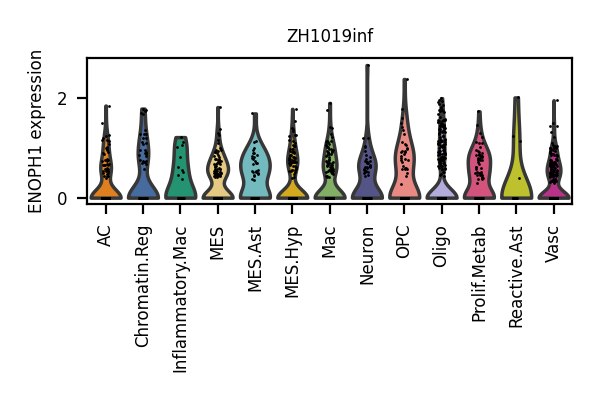 ZH1019inf
ENOPH1 expression
2
0
AC
Chromatin.Reg
Inflammatory.Mac
MES
MES.Ast
MES.Hyp
Mac
Neuron
OPC
Oligo
Prolif.Metab
Reactive.Ast
Vasc